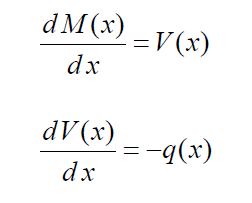 dM(x)/dx = V(x)
dV(x)/dx = -q(x)